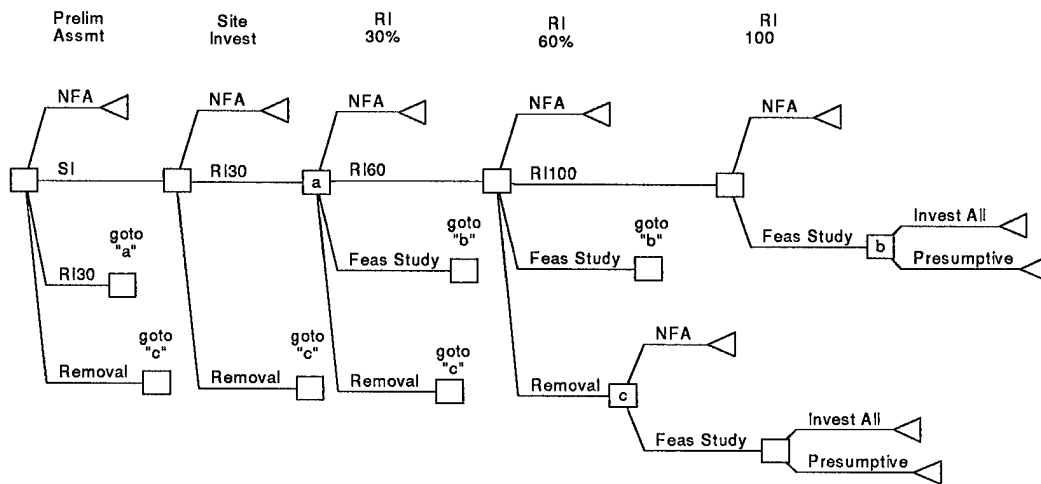 Prelim
Assmt
Site
Invest
RI
30%
RI
60%
RI
100
NFA
NFA
NFA
NFA
NFA
SI
RI30
a
RI60
RI100
goto
"a"
goto
"b"
goto
"b"
Feas Study
Feas Study
Feas Study
b
Invest All
Presumptive
RI30
goto
"c"
goto
"c"
goto
"c"
NFA
Removal
Removal
Removal
Removal
c
Feas Study
Invest All
Presumptive